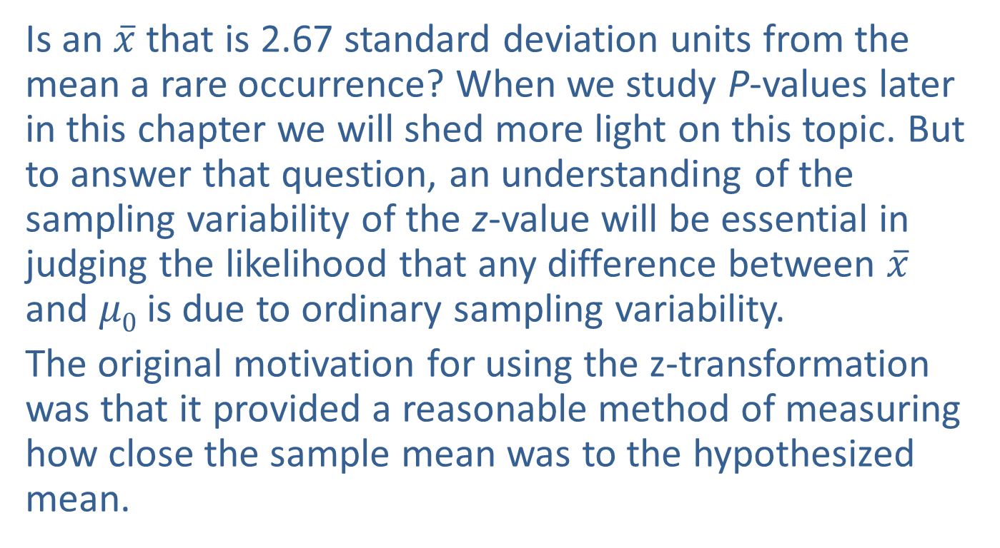 Is an x̄ that is 2.67 standard deviation units from the
mean a rare occurrence? When we study P-values later
in this chapter we will shed more light on this topic. But
to answer that question, an understanding of the
sampling variability of the z-value will be essential in
judging the likelihood that any difference between x̄
and μ₀ is due to ordinary sampling variability.
The original motivation for using the z-transformation
was that it provided a reasonable method of measuring
how close the sample mean was to the hypothesized
mean.